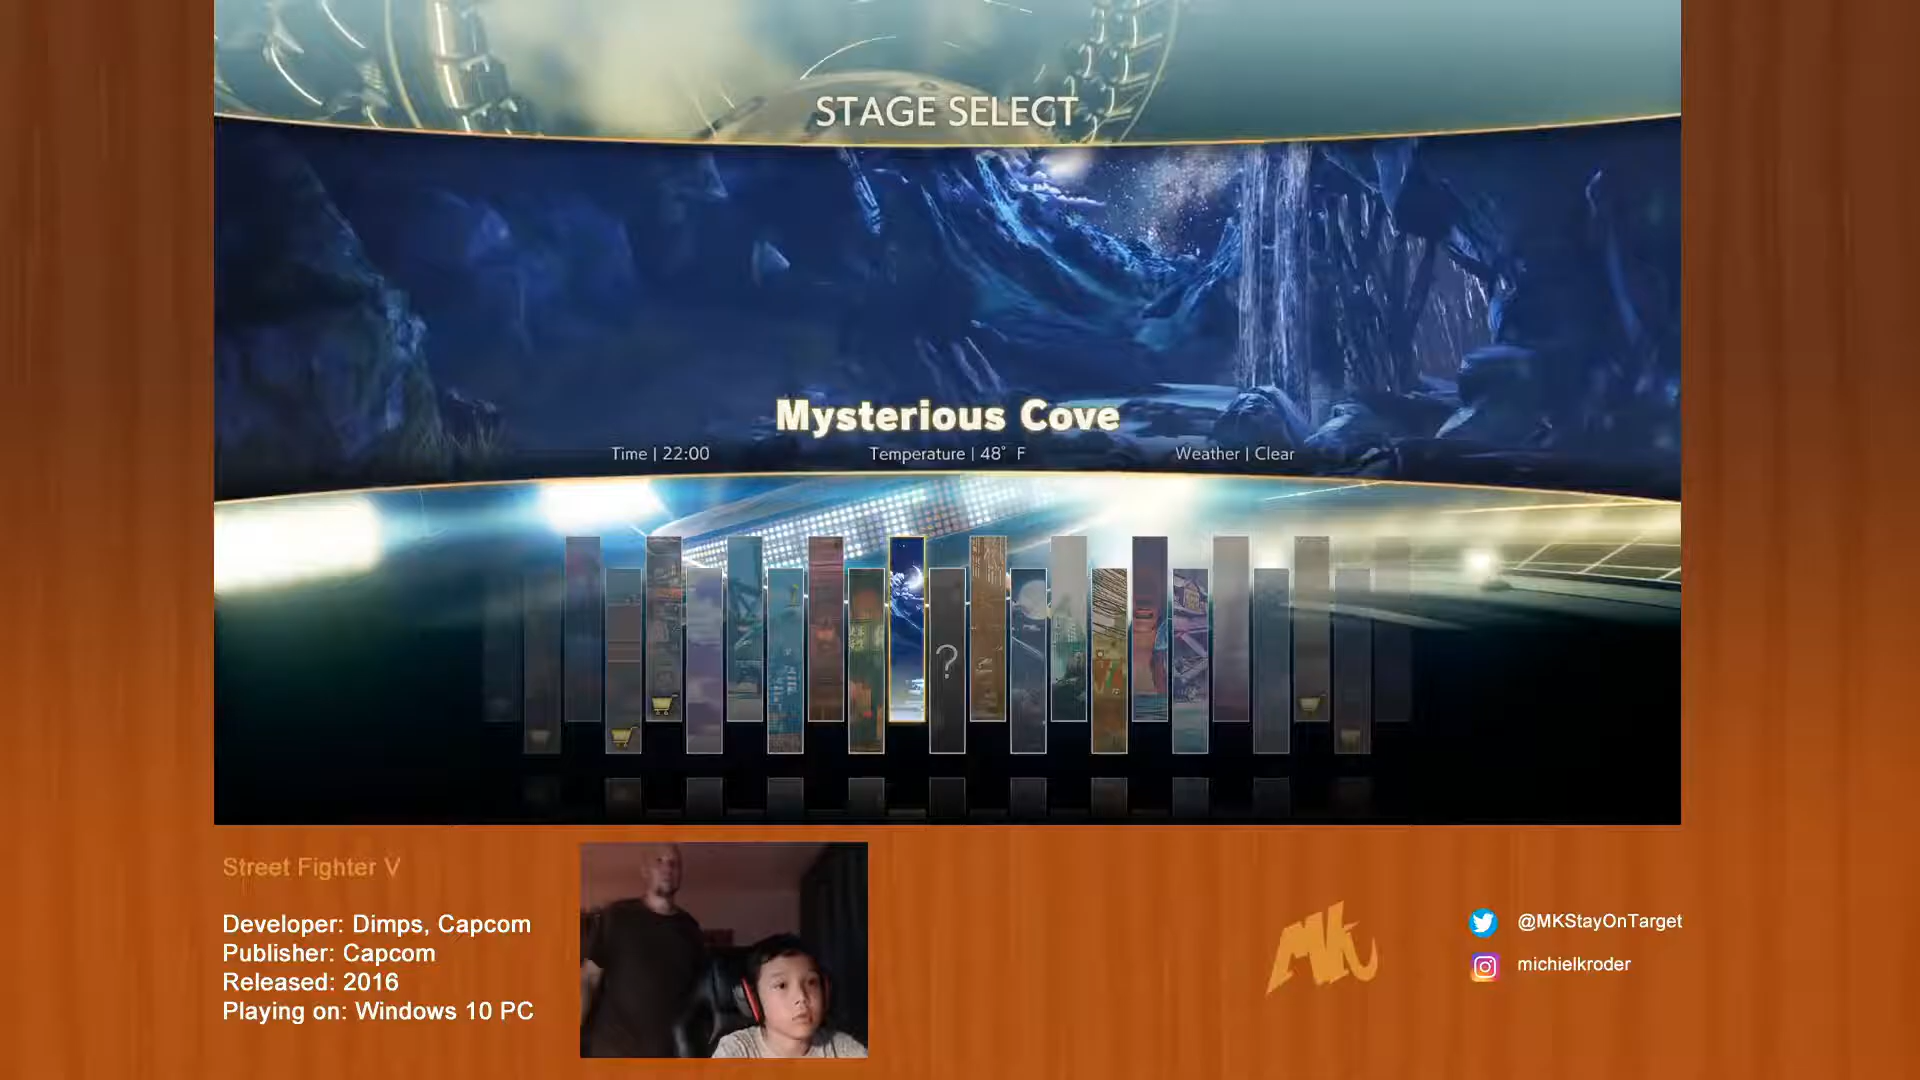 STAGE SELECT
Mysterious Cove
Time | 22:00
Temperature | 48° F
Weather | Clear
?
Street Fighter V
Developer: Dimps, Capcom
Publisher: Capcom
Released: 2016
Playing on: Windows 10 PC
MK
@MKStayOnTarget
michielkroder